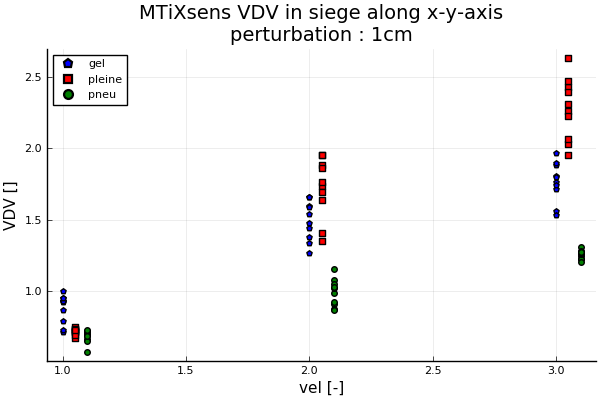 MTiXsens VDV in siege along x-y-axis
perturbation : 1cm
gel
pleine
pneu
2.5
2.0
1.5
1.0
VDV []
1.0
1.5
2.0
2.5
3.0
vel [-]